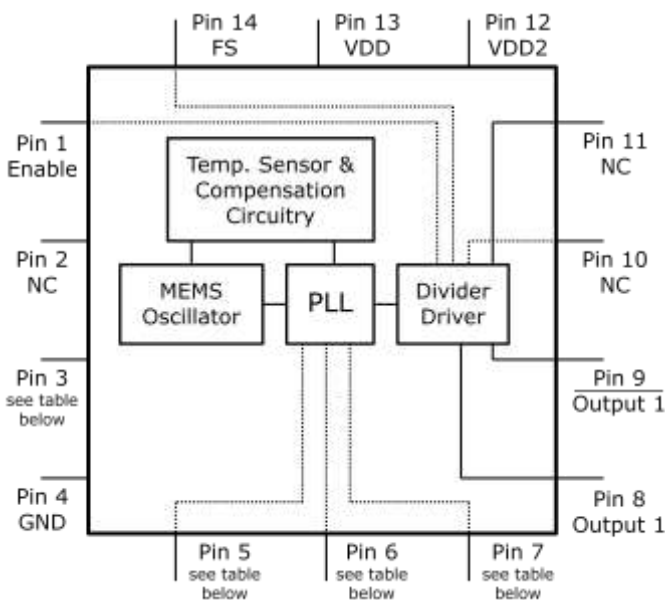 Pin 14
FS
Pin 13
VDD
Pin 12
VDD2
Pin 1
Enable
Temp. Sensor &
Compensation
Circuitry
Pin 11
NC
Pin 2
NC
MEMS
Oscillator
PLL
Divider
Driver
Pin 10
NC
Pin 3
see table
below
Pin 9
Output 1
Pin 4
GND
Pin 8
Output 1
Pin 5
see table
below
Pin 6
see table
below
Pin 7
see table
below